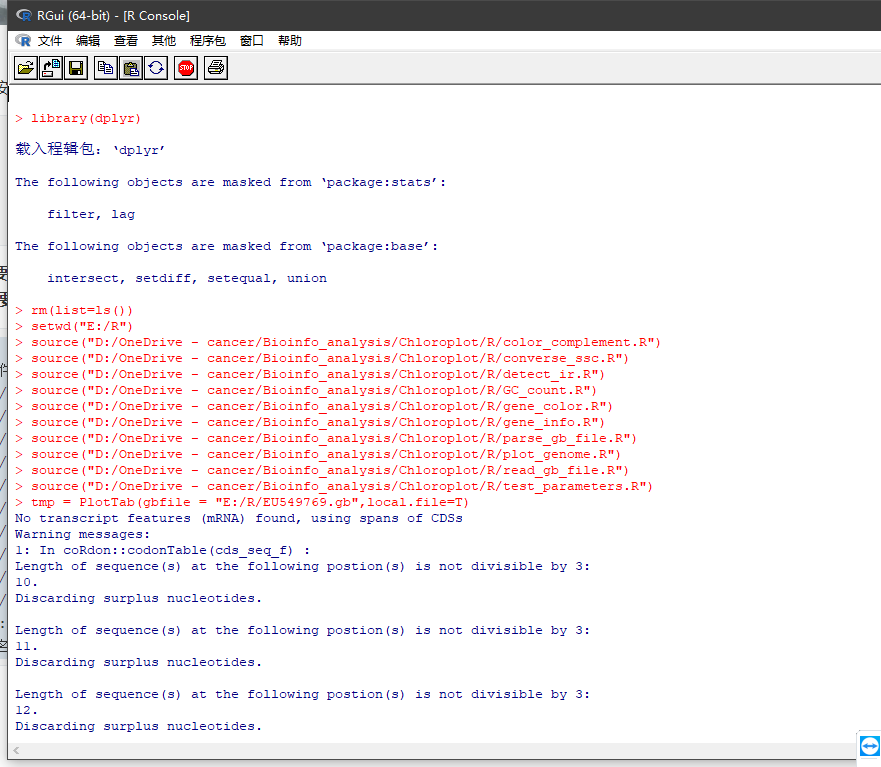 RGui (64-bit) - [R Console]
文件 编辑 查看 其他 程序包 窗口 帮助
STOP
> library(dplyr)
载入程辑包：‘dplyr’
The following objects are masked from ‘package:stats’:
filter, lag
The following objects are masked from ‘package:base’:
intersect, setdiff, setequal, union
> rm(list=ls())
> setwd("E:/R")
> source("D:/OneDrive - cancer/Bioinfo_analysis/Chloroplot/R/color_complement.R")
> source("D:/OneDrive - cancer/Bioinfo_analysis/Chloroplot/R/converse_ssc.R")
> source("D:/OneDrive - cancer/Bioinfo_analysis/Chloroplot/R/detect_ir.R")
> source("D:/OneDrive - cancer/Bioinfo_analysis/Chloroplot/R/GC_count.R")
> source("D:/OneDrive - cancer/Bioinfo_analysis/Chloroplot/R/gene_color.R")
> source("D:/OneDrive - cancer/Bioinfo_analysis/Chloroplot/R/gene_info.R")
> source("D:/OneDrive - cancer/Bioinfo_analysis/Chloroplot/R/parse_gb_file.R")
> source("D:/OneDrive - cancer/Bioinfo_analysis/Chloroplot/R/plot_genome.R")
> source("D:/OneDrive - cancer/Bioinfo_analysis/Chloroplot/R/read_gb_file.R")
> source("D:/OneDrive - cancer/Bioinfo_analysis/Chloroplot/R/test_parameters.R")
> tmp = PlotTab(gbfile = "E:/R/EU549769.gb",local.file=T)
No transcript features (mRNA) found, using spans of CDSs
Warning messages:
1: In coRdon::codonTable(cds_seq_f) :
Length of sequence(s) at the following postion(s) is not divisible by 3:
10.
Discarding surplus nucleotides.
Length of sequence(s) at the following postion(s) is not divisible by 3:
11.
Discarding surplus nucleotides.
Length of sequence(s) at the following postion(s) is not divisible by 3:
12.
Discarding surplus nucleotides.